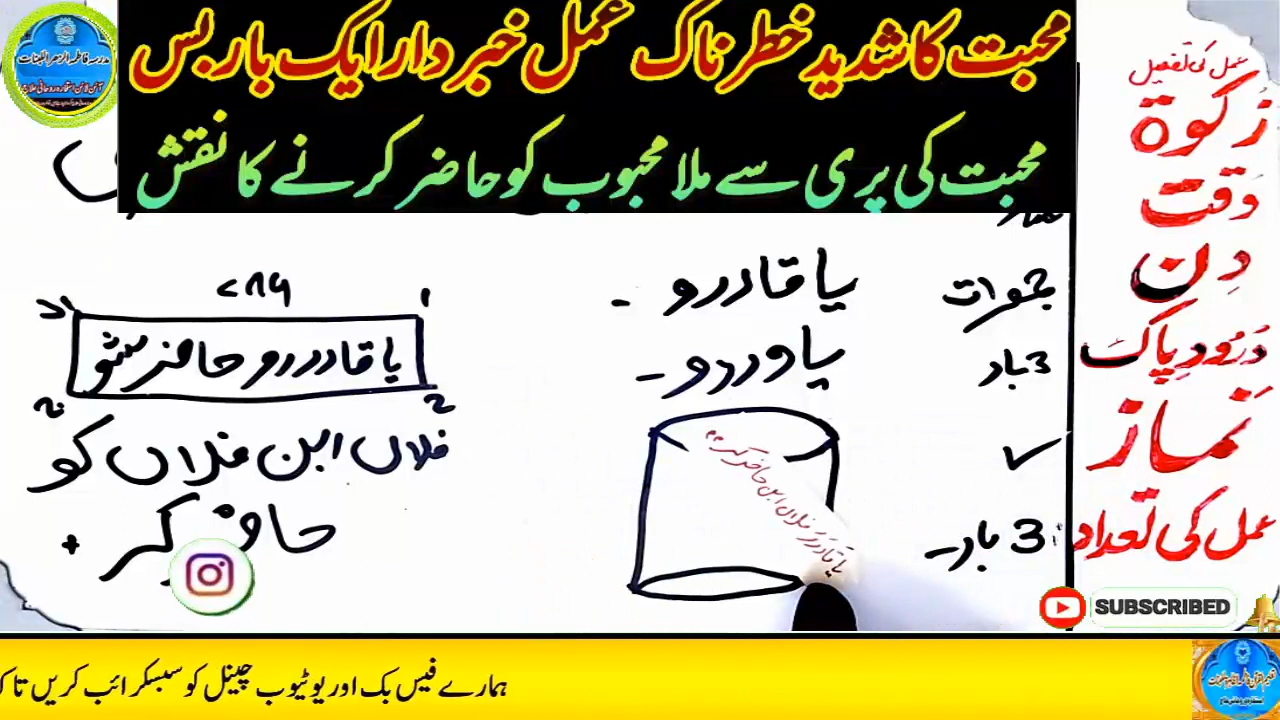 محبت کا شدید خطرناک عمل خبردار ایک بار بس
محبت کی پری سے ملا محبوب کو حاضر کرنے کا نقش
عمل کی تفصیل
زکوۃ
وقت
دن
درود پاک
نماز
عمل کی تعداد
جمعرات
3 بار
3 بار
یا قادرو
یا وردو
یا قادررو حاضر شو
۷۸۶
فلاں ابن فلاں کو
حاضر کر
SUBSCRIBED
ہمارے فیس بک اور یوٹیوب چینل کو سبسکرائب کریں تاک